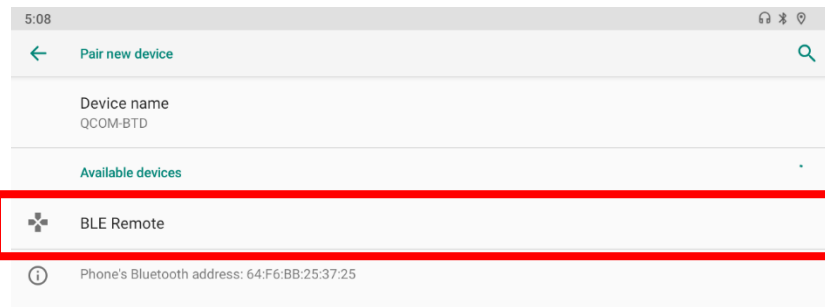 5:08
Pair new device
Device name
QCOM-BTD
Available devices
BLE Remote
Phone's Bluetooth address: 64:F6:BB:25:37:25